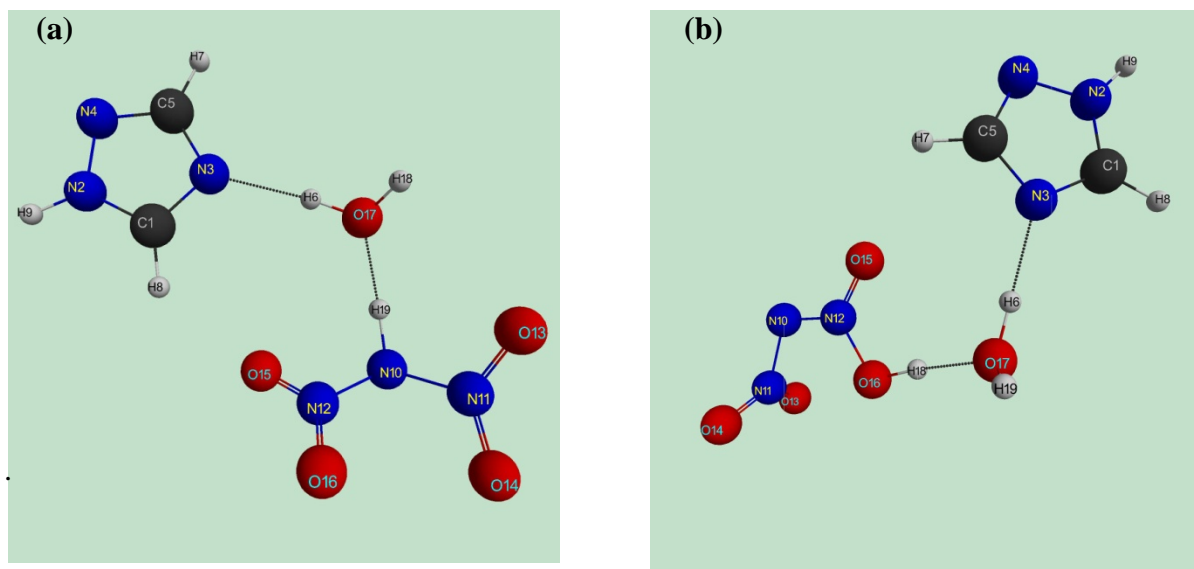 (a)
H7
N4
C5
N3
H18
N2
H6
H9
C1
O17
H8
H19
O13
O15
N10
N12
N11
O16
O14
.
(b)
N4
H9
N2
C5
H7
C1
N3
H8
O15
H6
N10
N12
O17
O16
H18
H19
N11
O13
O14